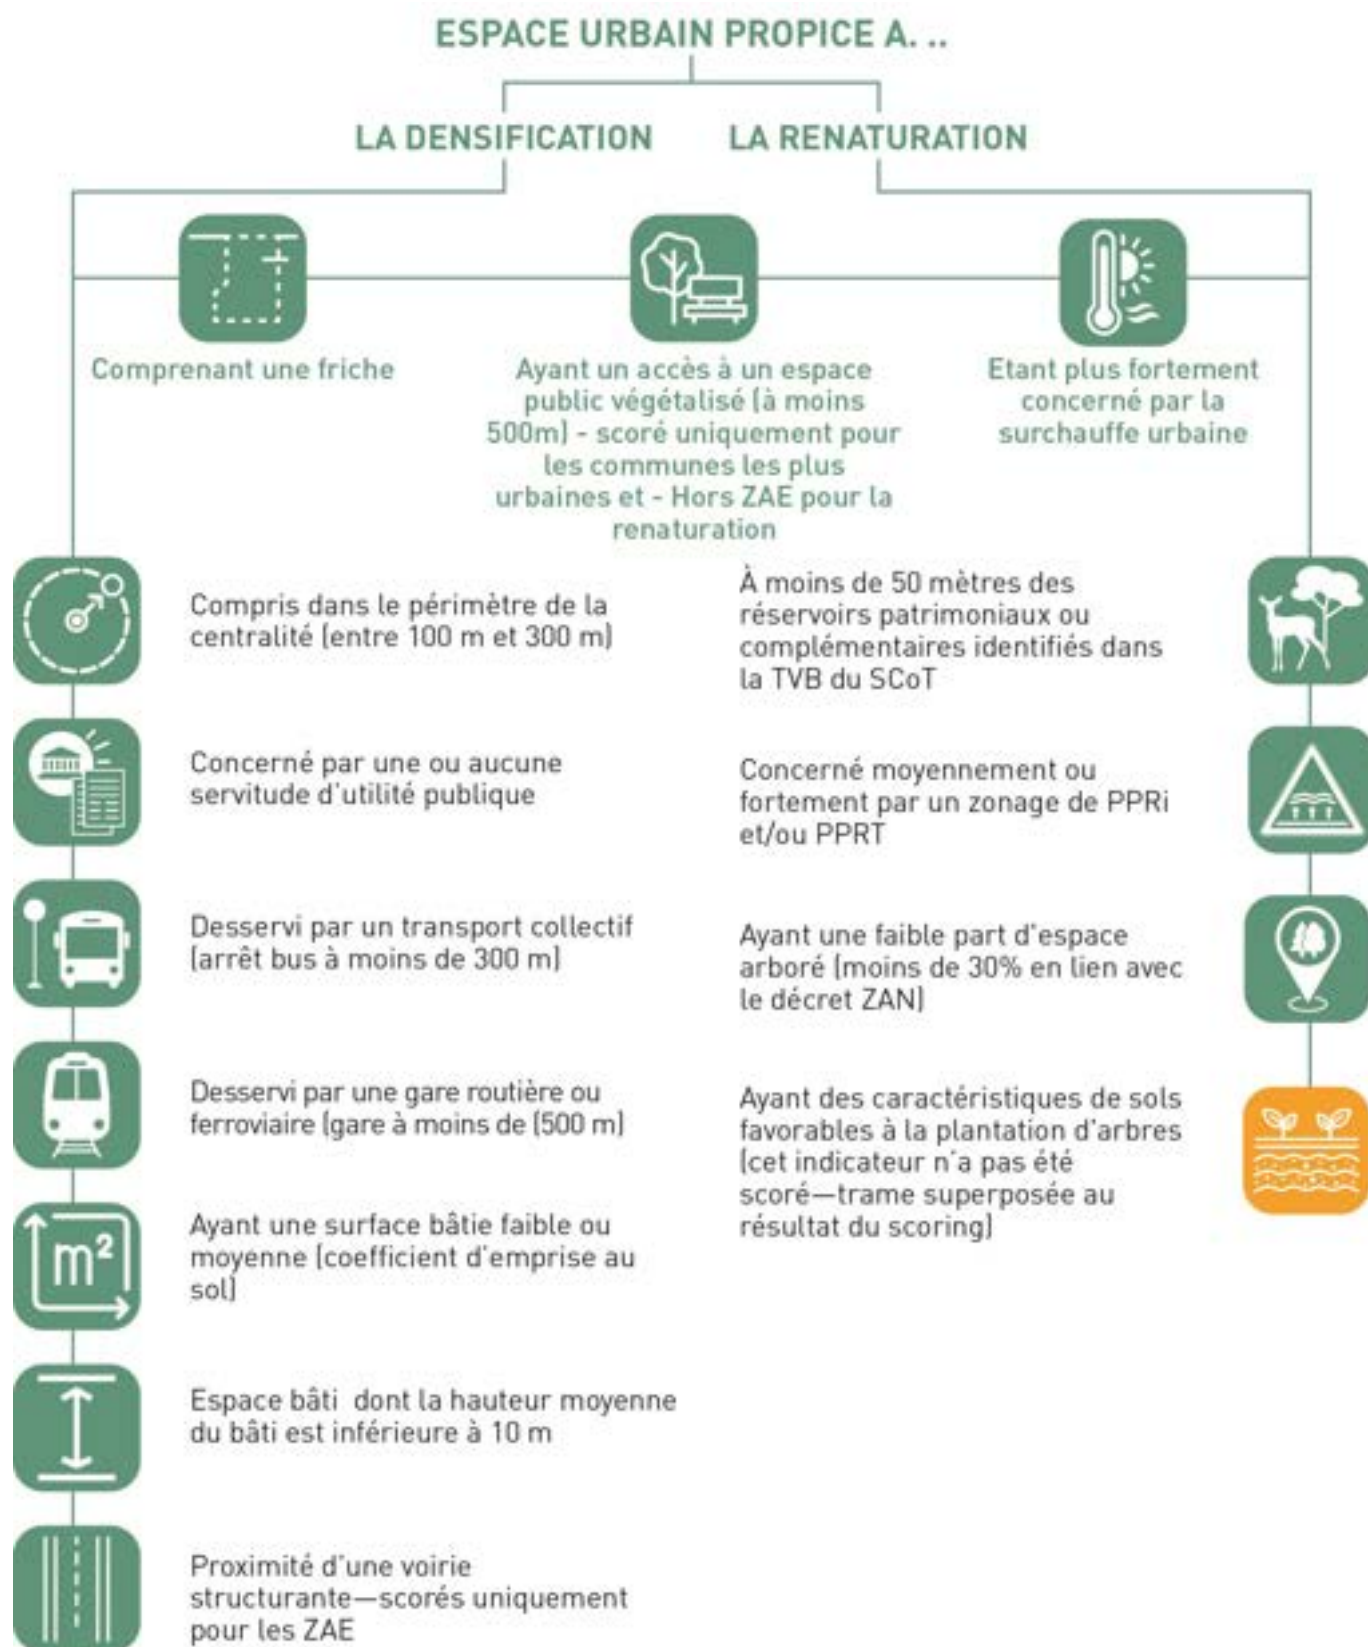 ESPACE URBAIN PROPICE A. ..
LA DENSIFICATION
LA RENATURATION
Comprenant une friche
Ayant un accès à un espace
public végétalisé (à moins
500m) - scoré uniquement pour
les communes les plus
urbaines et - Hors ZAE pour la
renaturation
Etant plus fortement
concerné par la
surchauffe urbaine
Compris dans le périmètre de la
centralité (entre 100 m et 300 m)
Concerné par une ou aucune
servitude d'utilité publique
Desservi par un transport collectif
(arrêt bus à moins de 300 m)
Desservi par une gare routière ou
ferroviaire (gare à moins de (500 m)
m²
Ayant une surface bâtie faible ou
moyenne (coefficient d'emprise au
sol)
Espace bâti dont la hauteur moyenne
du bâti est inférieure à 10 m
Proximité d'une voirie
structurante—scorés uniquement
pour les ZAE
À moins de 50 mètres des
réservoirs patrimoniaux ou
complémentaires identifiés dans
la TVB du SCoT
Concerné moyennement ou
fortement par un zonage de PPRi
et/ou PPRT
Ayant une faible part d'espace
arboré (moins de 30% en lien avec
le décret ZAN)
Ayant des caractéristiques de sols
favorables à la plantation d'arbres
(cet indicateur n'a pas été
scoré—trame superposée au
résultat du scoring)